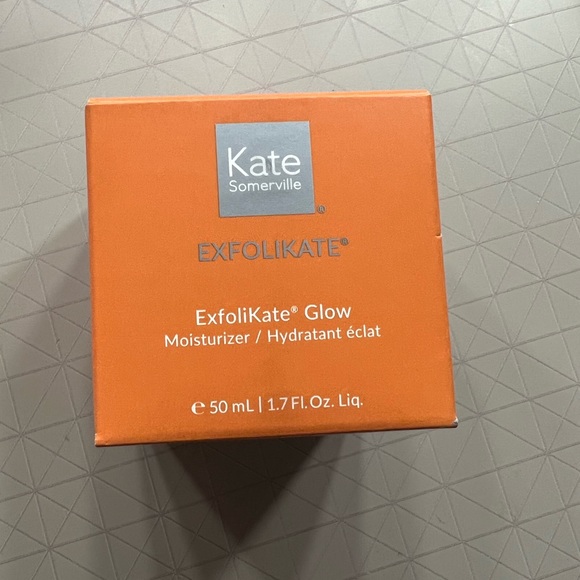 Kate
Somerville
®
EXFOLIKATE®
ExfoliKate® Glow
Moisturizer / Hydratant éclat
℮ 50 mL | 1.7 Fl. Oz. Liq.